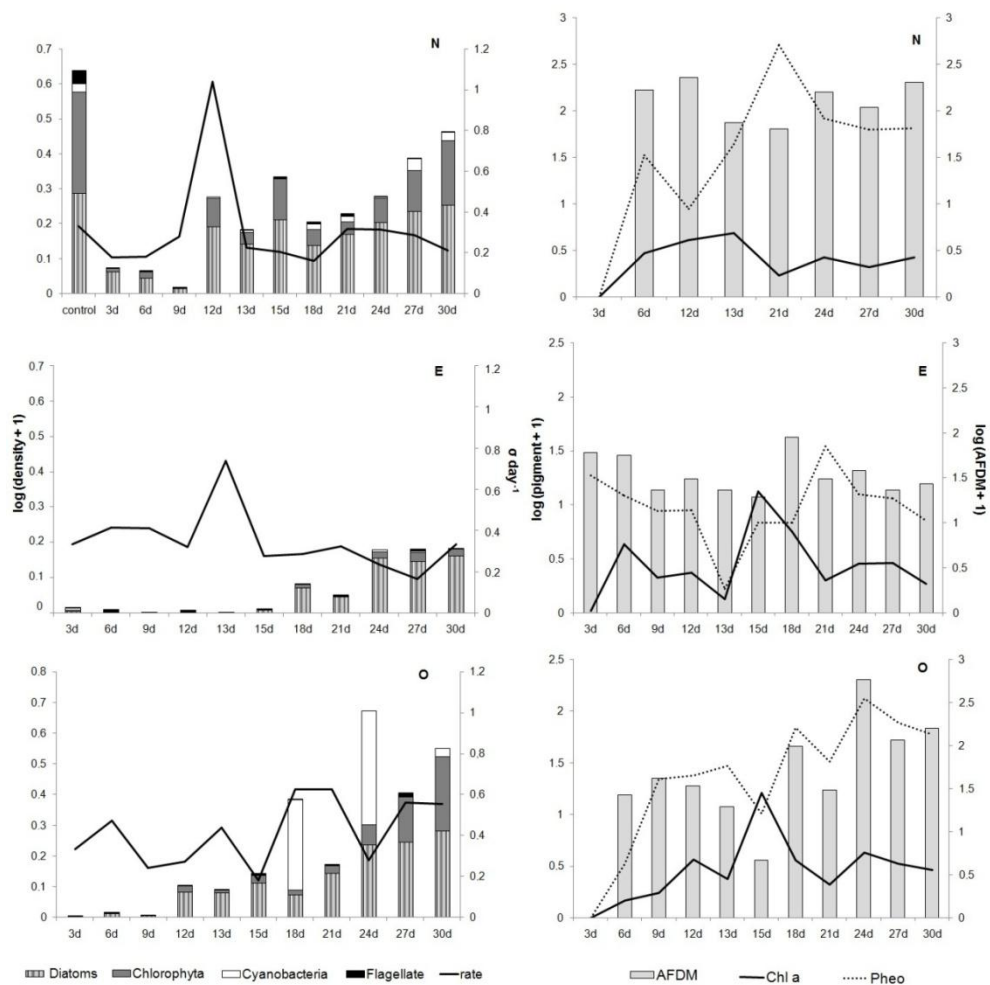 N
0.7 0.6 0.5 0.4 0.3 0.2 0.1 0
1.2 1 0.8 0.6 0.4 0.2 0
control 3d 6d 9d 12d 13d 15d 18d 21d 24d 27d 30d
N
3 2.5 2 1.5 1 0.5 0
3 2.5 2 1.5 1 0.5 0
3d 6d 12d 13d 21d 24d 27d 30d
E
log(density + 1)
0.7 0.6 0.5 0.4 0.3 0.2 0.1 0
1.2 1 0.8 0.6 0.4 0.2 0
σ day⁻¹
3d 6d 9d 12d 13d 15d 18d 21d 24d 27d 30d
E
log(pigment + 1)
2.5 2 1.5 1 0.5 0
3 2.5 2 1.5 1 0.5 0
log(AFDM + 1)
3d 6d 9d 12d 13d 15d 18d 21d 24d 27d 30d
O
0.8 0.7 0.6 0.5 0.4 0.3 0.2 0.1 0
1.2 1 0.8 0.6 0.4 0.2 0
3d 6d 9d 12d 13d 15d 18d 21d 24d 27d 30d
O
2.5 2 1.5 1 0.5 0
3 2.5 2 1.5 1 0.5 0
3d 6d 9d 12d 13d 15d 18d 21d 24d 27d 30d
Diatoms Chlorophyta Cyanobacteria Flagellate rate
AFDM Chl a Pheo